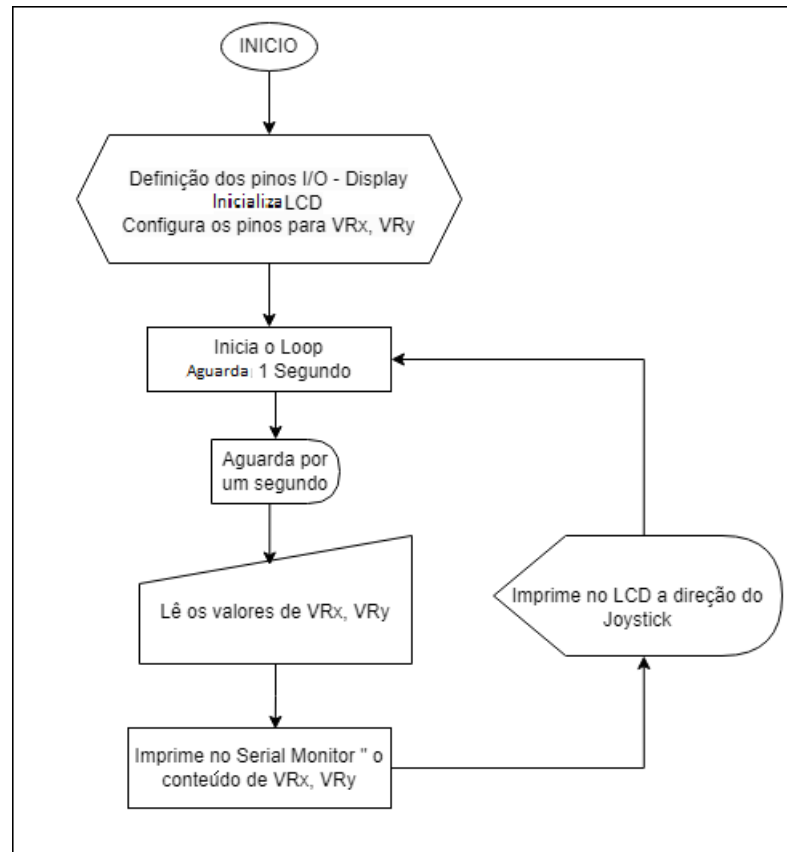 INICIO
Definição dos pinos I/O - Display
Inicializa LCD
Configura os pinos para VRx, VRy
Inicia o Loop
Aguarda: 1 Segundo
Aguarda por
um segundo
Lê os valores de VRx, VRy
Imprime no Serial Monitor " o
conteúdo de VRx, VRy
Imprime no LCD a direção do
Joystick